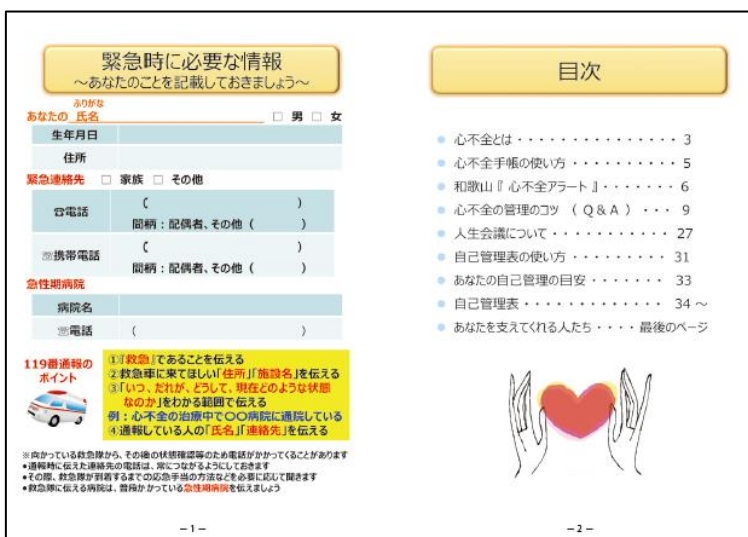 緊急時に必要な情報
～あなたのことを記載しておきましょう～
ふりがな
あなたの 氏名 □ 男 □ 女
生年月日
住所
緊急連絡先 □ 家族 □ その他
☎電話 ( )
間柄：配偶者、その他 ( )
☏携帯電話 ( )
間柄：配偶者、その他 ( )
急性期病院
病院名
☏電話 ( )
119番通報の
ポイント
①『救急』であることを伝える
②救急車に来てほしい「住所」「施設名」を伝える
③「いつ、だれが、どうして、現在どのような状態
なのか」をわかる範囲で伝える
例：心不全の治療中で〇〇病院に通院している
④通報している人の「氏名」「連絡先」を伝える
※向かっている救急隊から、その後の状態確認等のため電話がかかってくることがあります
●通報時に伝えた連絡先の電話は、常につながるようにしておきます
●その際、救急隊が到着するまでの応急手当の方法などを必要に応じて聞きます
●救急隊に伝える病院は、普段かかっている急性期病院を伝えましょう
－1－
目次
● 心不全とは・・・・・・・・・・・・・・・ 3
● 心不全手帳の使い方・・・・・・・・・・・ 5
● 和歌山『 心不全アラート 』・・・・・・・ 6
● 心不全の管理のコツ （ Ｑ＆Ａ ）・・・ 9
● 人生会議について・・・・・・・・・・・ 27
● 自己管理表の使い方・・・・・・・・・ 31
● あなたの自己管理の目安・・・・・・・ 33
● 自己管理表・・・・・・・・・・・・・ 34 ～
● あなたを支えてくれる人たち・・・・最後のページ
－2－